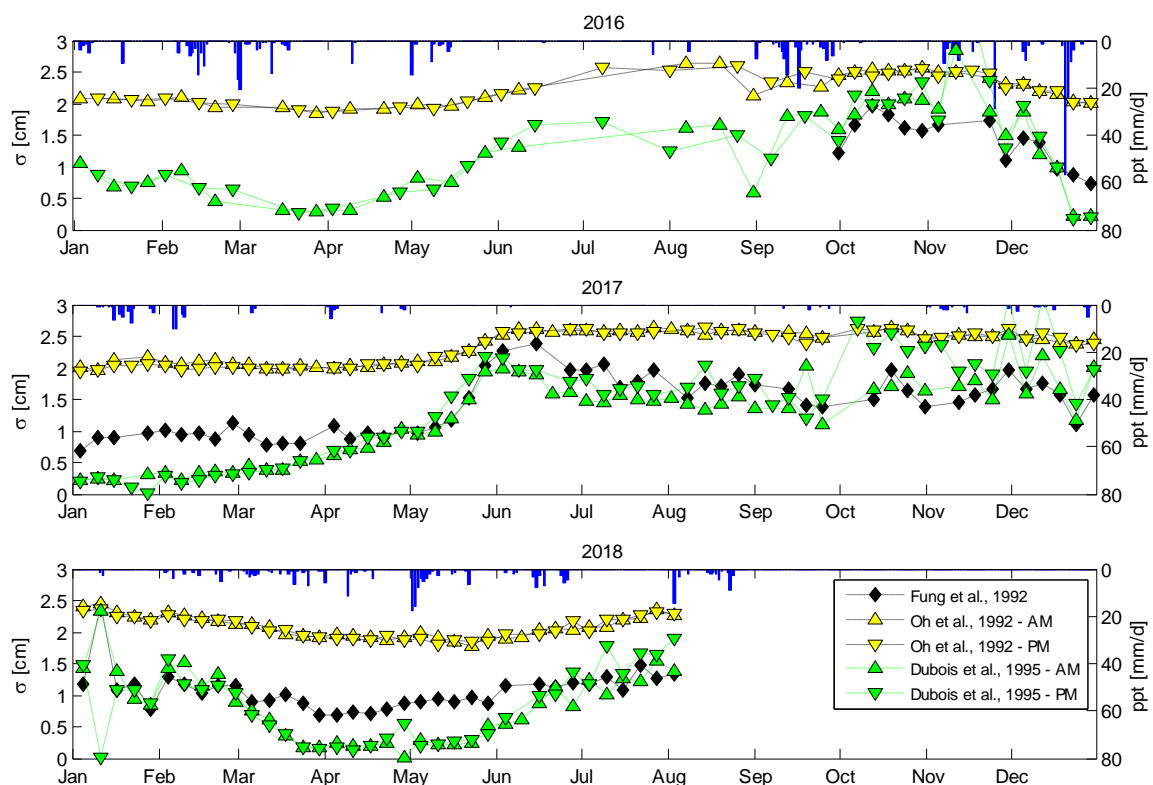 2016
3 2.5 2 1.5 1 0.5 0
σ [cm]
0 20 40 60 80
ppt [mm/d]
Jan Feb Mar Apr May Jun Jul Aug Sep Oct Nov Dec
2017
3 2.5 2 1.5 1 0.5 0
σ [cm]
0 20 40 60 80
ppt [mm/d]
Jan Feb Mar Apr May Jun Jul Aug Sep Oct Nov Dec
2018
3 2.5 2 1.5 1 0.5 0
σ [cm]
0 20 40 60 80
ppt [mm/d]
Fung et al., 1992
Oh et al., 1992 - AM
Oh et al., 1992 - PM
Dubois et al., 1995 - AM
Dubois et al., 1995 - PM
Jan Feb Mar Apr May Jun Jul Aug Sep Oct Nov Dec